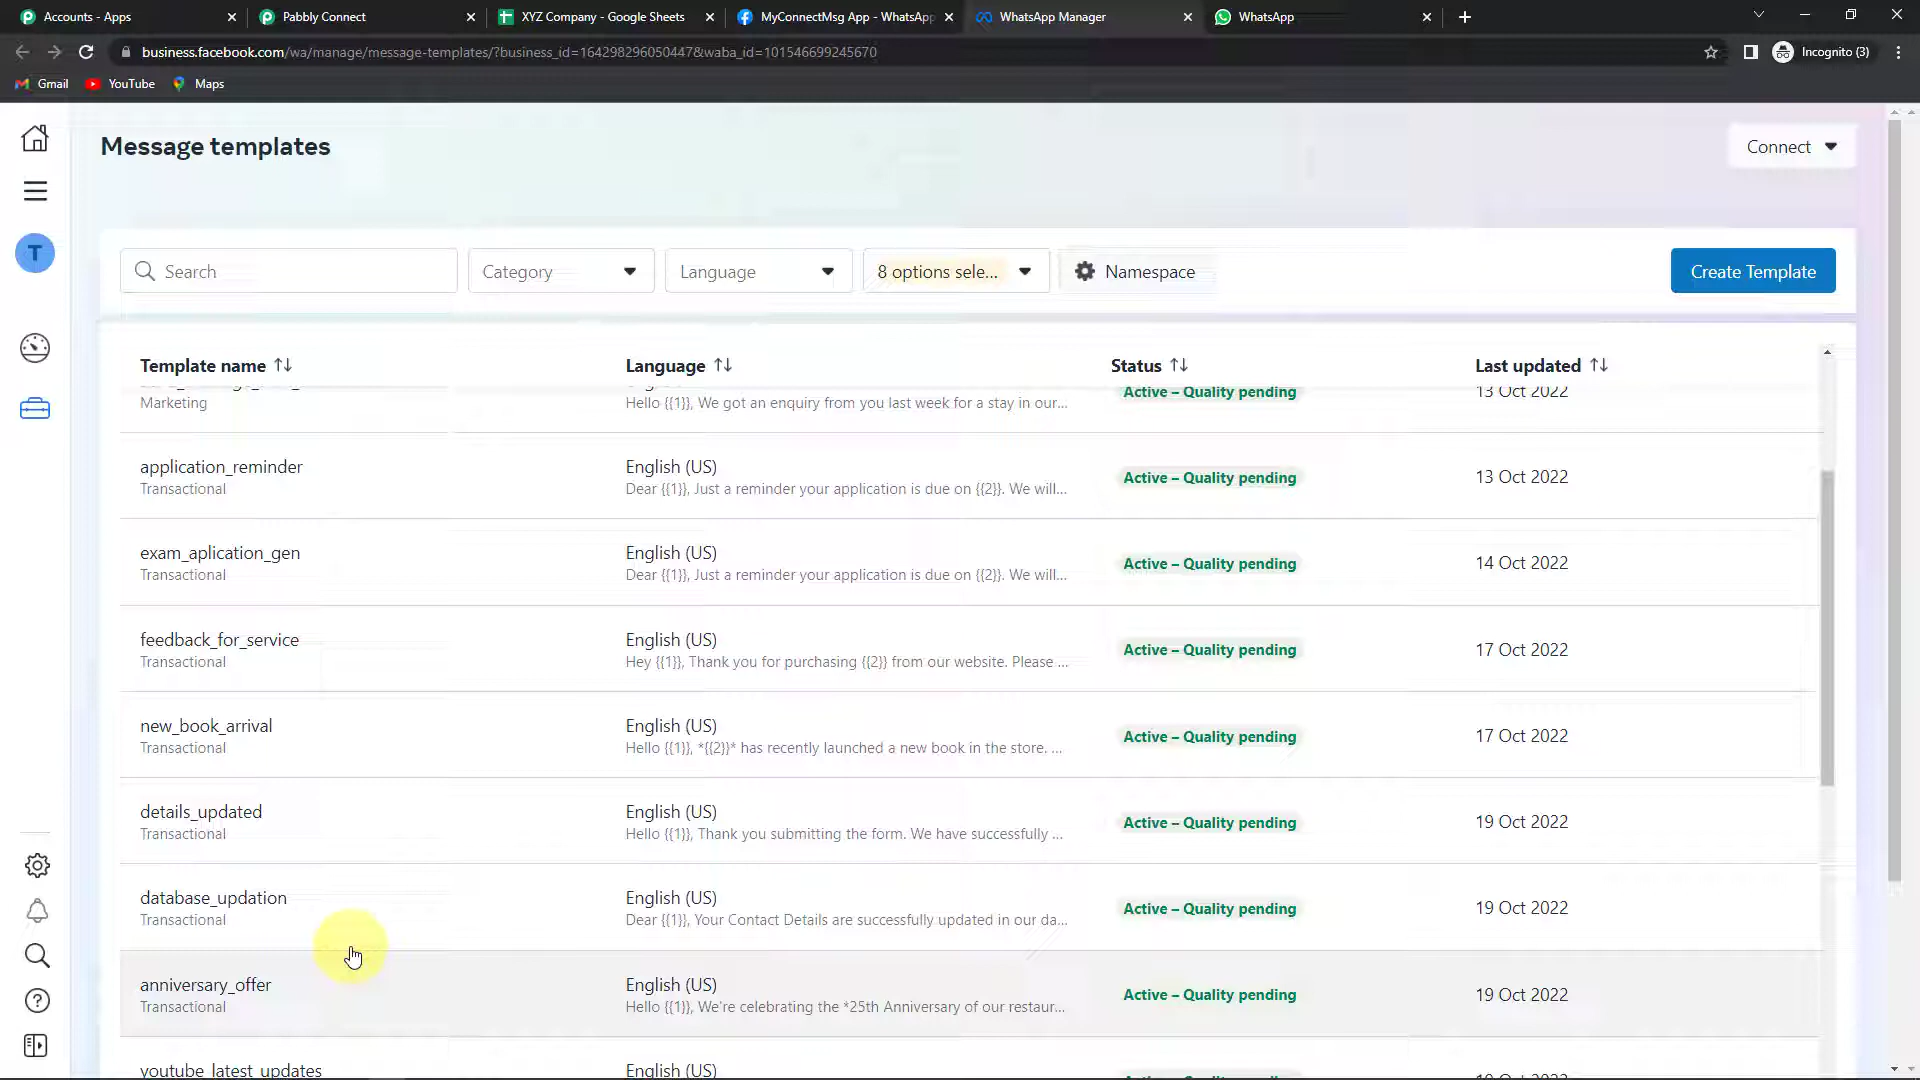 Accounts - Apps
Pabbly Connect
XYZ Company - Google Sheets
MyConnectMsg App - WhatsApp
WhatsApp Manager
WhatsApp
business.facebook.com/wa/manage/message-templates/?business_id=1642982960504447&waba_id=101546699245670
Incognito (3)
Gmail
YouTube
Maps
Message templates
Connect
T
Search
Category
Language
8 options sele...
Namespace
Create Template
Template name
Language
Status
Last updated
Marketing
Hello {{1}}, We got an enquiry from you last week for a stay in our...
Active – Quality pending
13 Oct 2022
application_reminder
Transactional
English (US)
Dear {{1}}, Just a reminder your application is due on {{2}}. We will...
Active – Quality pending
13 Oct 2022
exam_aplication_gen
Transactional
English (US)
Dear {{1}}, Just a reminder your application is due on {{2}}. We will...
Active – Quality pending
14 Oct 2022
feedback_for_service
Transactional
English (US)
Hey {{1}}, Thank you for purchasing {{2}} from our website. Please ...
Active – Quality pending
17 Oct 2022
new_book_arrival
Transactional
English (US)
Hello {{1}}, *{{2}}* has recently launched a new book in the store. ...
Active – Quality pending
17 Oct 2022
details_updated
Transactional
English (US)
Hello {{1}}, Thank you submitting the form. We have successfully ...
Active – Quality pending
19 Oct 2022
database_updation
Transactional
English (US)
Dear {{1}}, Your Contact Details are successfully updated in our da...
Active – Quality pending
19 Oct 2022
anniversary_offer
Transactional
English (US)
Hello {{1}}, We're celebrating the *25th Anniversary of our restaur...
Active – Quality pending
19 Oct 2022
youtube_latest_updates
English (US)